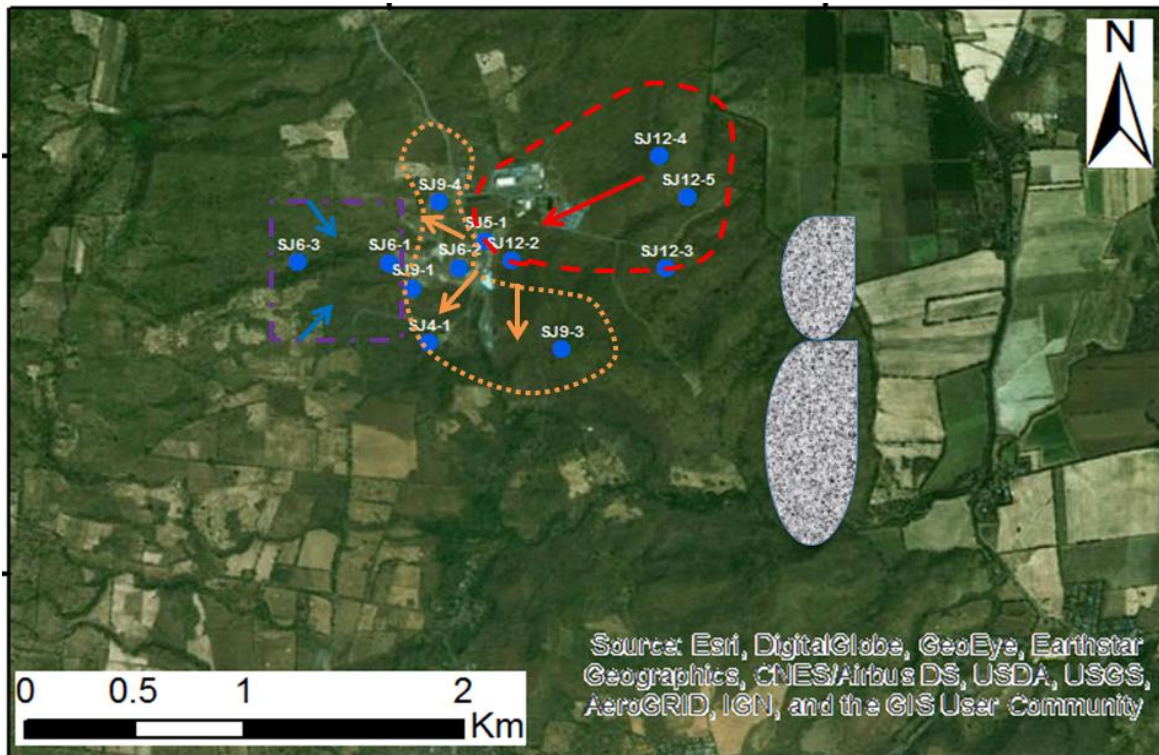 N
SJ12-4
SJ9-4
SJ12-5
SJ5-1
SJ6-3
SJ6-1
SJ6-2
SJ12-2
SJ12-3
SJ9-1
SJ4-1
SJ9-3
Source: Esri, DigitalGlobe, GeoEye, Earthstar
Geographics, CNES/Airbus DS, USDA, USGS,
AeroGRID, IGN, and the GIS User Community
0 0.5 1 2
Km